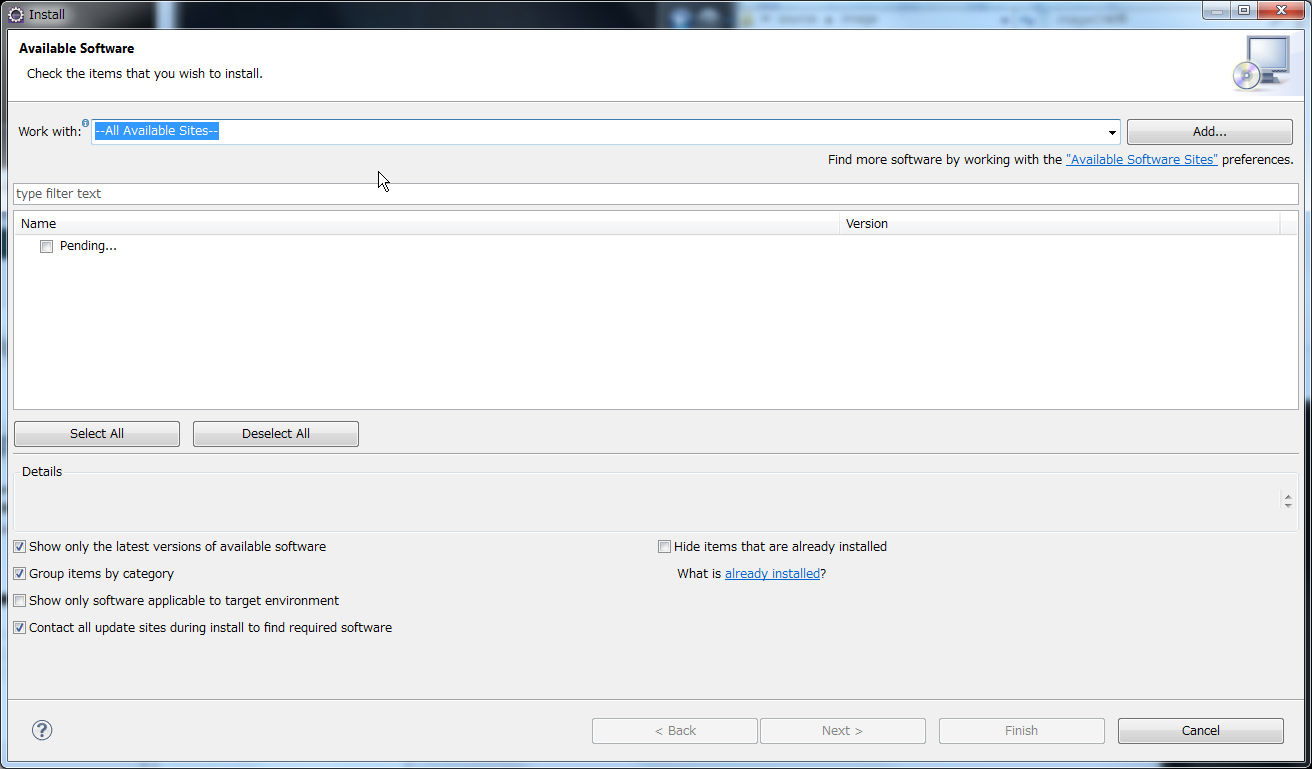 Install
Available Software
Check the items that you wish to install.
Work with:
--All Available Sites--
Add...
Find more software by working with the "Available Software Sites" preferences.
type filter text
Name Version
Pending...
Select All Deselect All
Details
Show only the latest versions of available software
Hide items that are already installed
Group items by category
What is already installed?
Show only software applicable to target environment
Contact all update sites during install to find required software
< Back Next > Finish Cancel